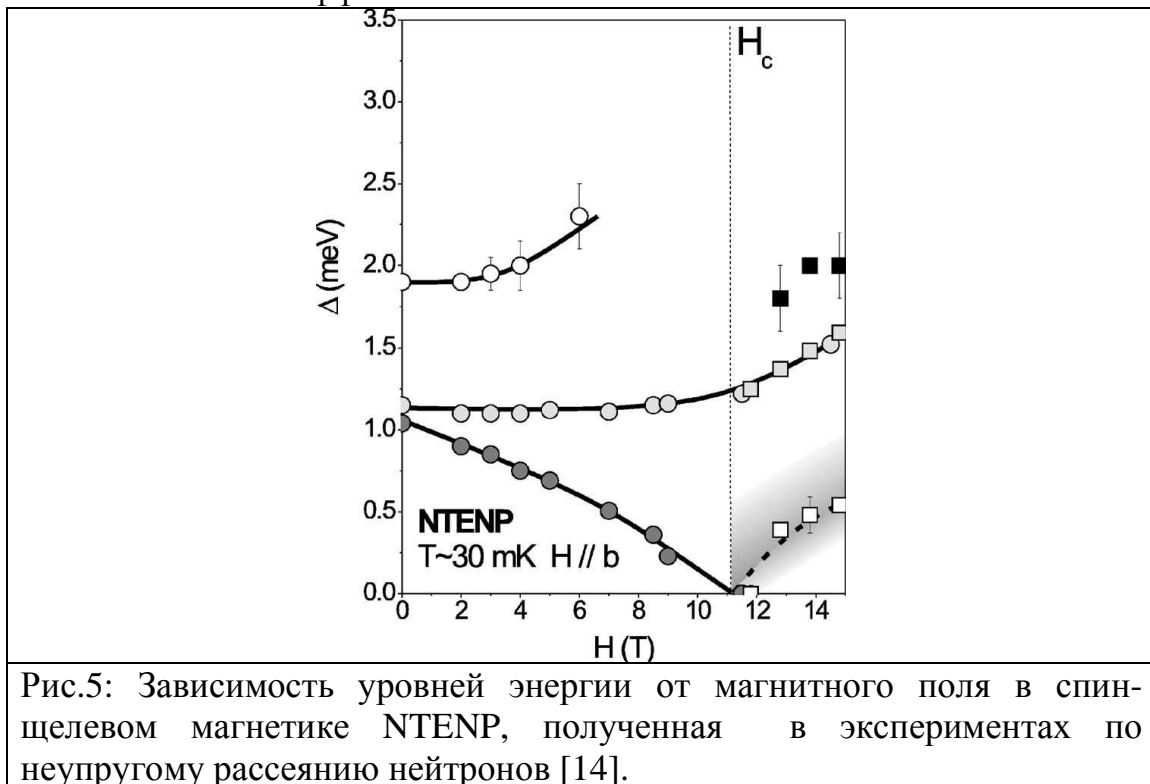 3.5
3.0
2.5
2.0
1.5
1.0
0.5
0.0
Δ (meV)
H_c
NTENP
T~30 mK H // b
0 2 4 6 8 10 12 14
H (T)
Рис.5: Зависимость уровней энергии от магнитного поля в спин-
щелевом магнетике NTENP, полученная в экспериментах по
неупругому рассеянию нейтронов [14].